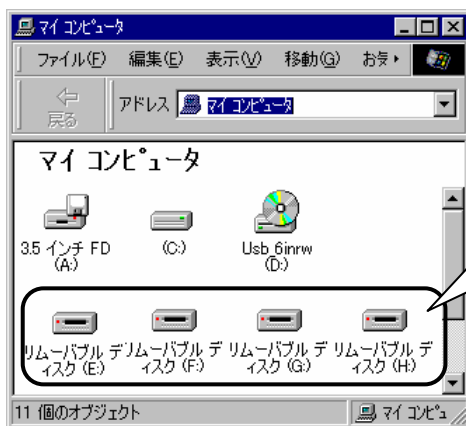 マイ コンピュータ
ファイル(F) 編集(E) 表示(V) 移動(G) お気
戻る
アドレス マイ コンピュータ
マイ コンピュータ
3.5 インチ FD
(A:)
(C:)
Usb_6inrw
(D:)
リムーバブル デ
ィスク (E:)
リムーバブル デ
ィスク (F:)
リムーバブル デ
ィスク (G:)
リムーバブル デ
ィスク (H:)
11 個のオブジェクト
マイ コンピュ